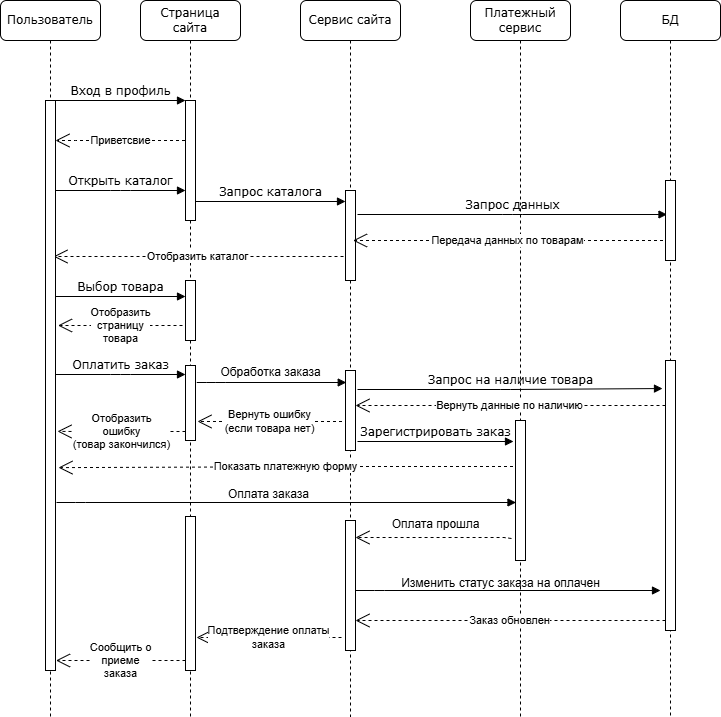 Пользователь
Страница
сайта
Сервис сайта
Платежный
сервис
БД
Вход в профиль
Приветсвие
Открыть каталог
Запрос каталога
Запрос данных
Передача данных по товарам
Отобразить каталог
Выбор товара
Отобразить
страницу
товара
Оплатить заказ
Обработка заказа
Запрос на наличие товара
Вернуть данные по наличию
Вернуть ошибку
(если товара нет)
Отобразить
ошибку
(товар закончился)
Зарегистрировать заказ
Показать платежную форму
Оплата заказа
Оплата прошла
Изменить статус заказа на оплачен
Заказ обновлен
Подтверждение оплаты
заказа
Сообщить о
приеме
заказа